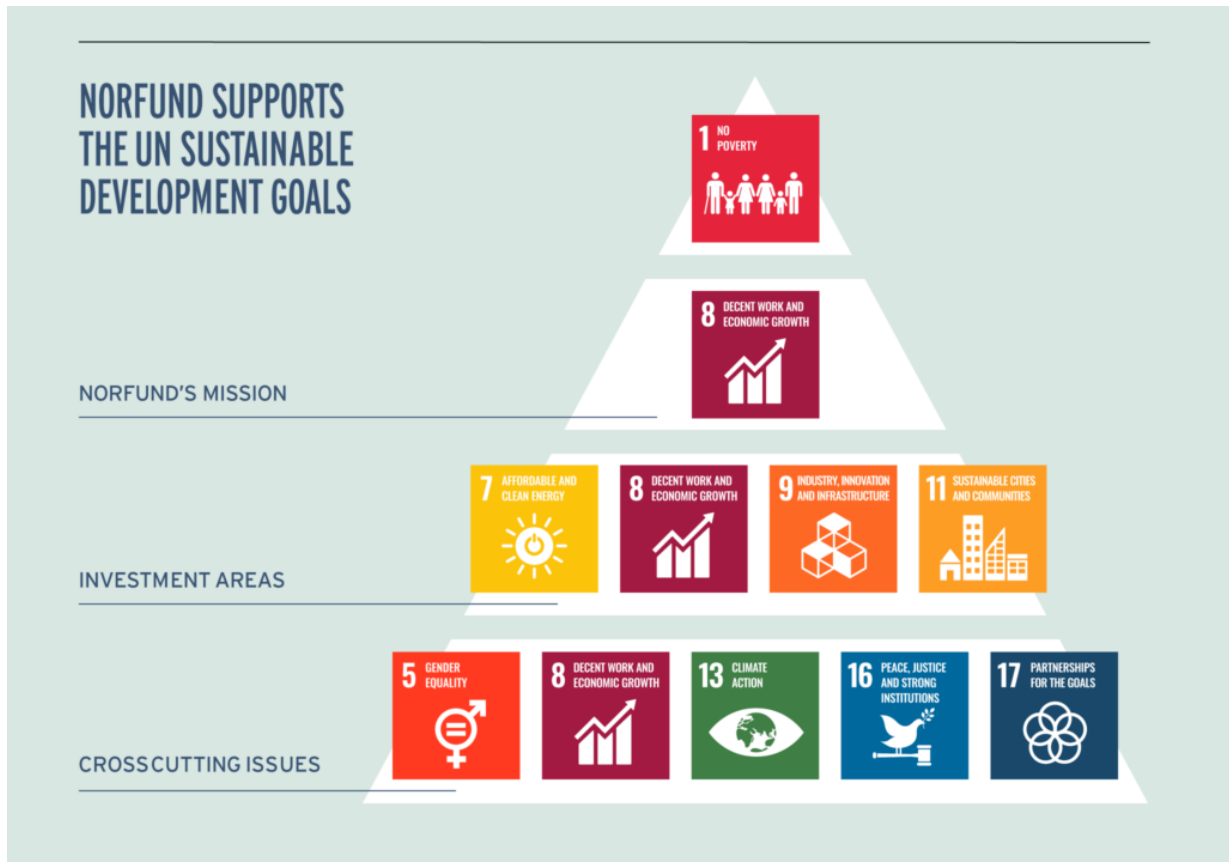 NORFUND SUPPORTS
THE UN SUSTAINABLE
DEVELOPMENT GOALS
1 NO
POVERTY
8 DECENT WORK AND
ECONOMIC GROWTH
NORFUND'S MISSION
7 AFFORDABLE AND
CLEAN ENERGY
8 DECENT WORK AND
ECONOMIC GROWTH
9 INDUSTRY, INNOVATION
AND INFRASTRUCTURE
11 SUSTAINABLE CITIES
AND COMMUNITIES
INVESTMENT AREAS
5 GENDER
EQUALITY
8 DECENT WORK AND
ECONOMIC GROWTH
13 CLIMATE
ACTION
16 PEACE, JUSTICE
AND STRONG
INSTITUTIONS
17 PARTNERSHIPS
FOR THE GOALS
CROSSCUTTING ISSUES